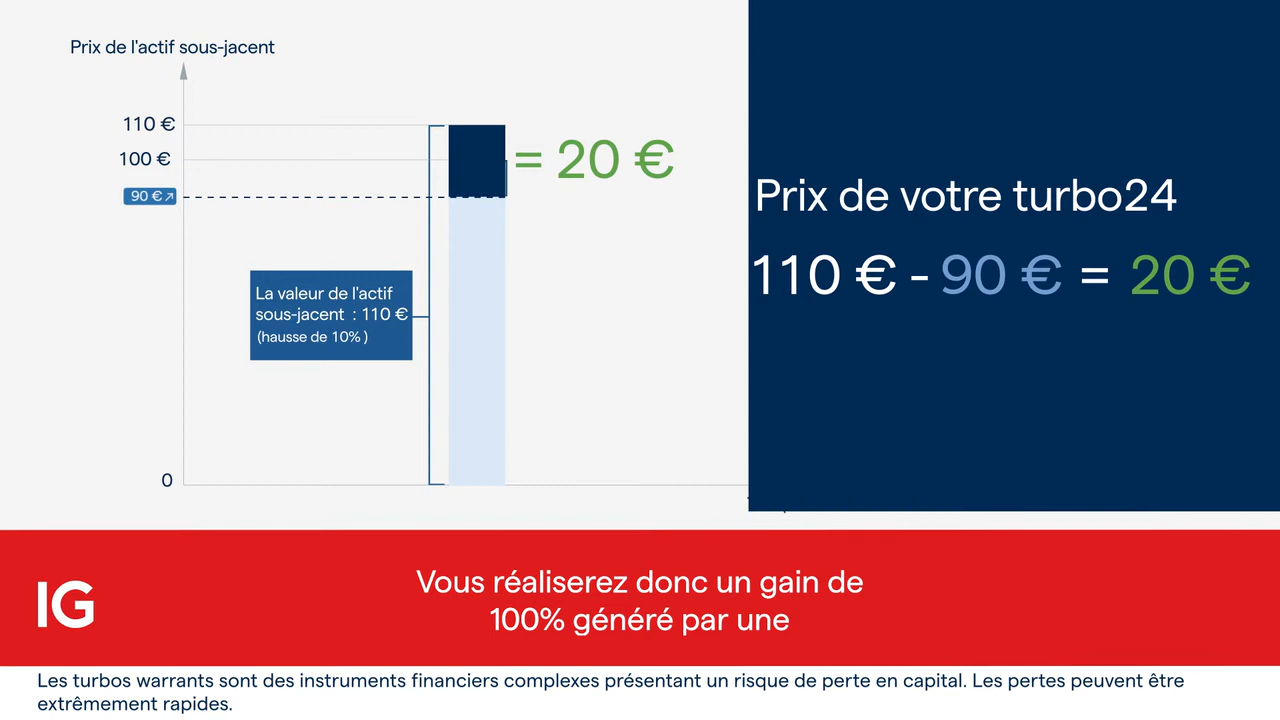 Prix de l'actif sous-jacent
110 €
100 €
90 €↗
= 20 €
La valeur de l'actif
sous-jacent : 110 €
(hausse de 10% )
0
Prix de votre turbo24
110 € - 90 € = 20 €
IG
Vous réaliserez donc un gain de
100% généré par une
Les turbos warrants sont des instruments financiers complexes présentant un risque de perte en capital. Les pertes peuvent être
extrêmement rapides.